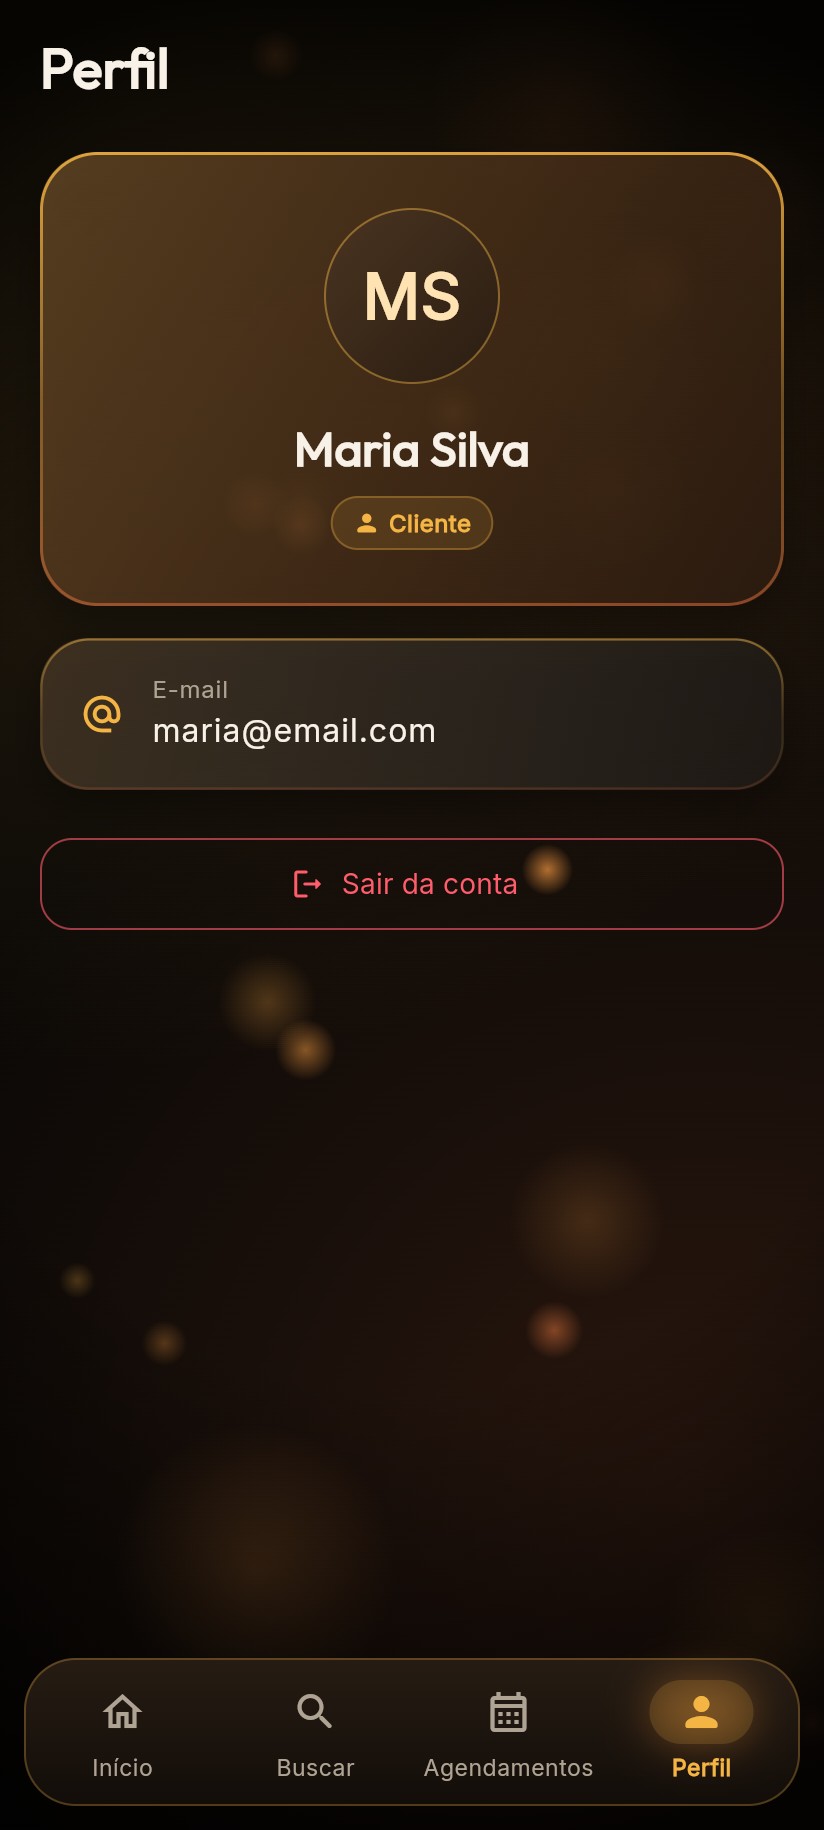 Perfil
MS
Maria Silva
Cliente
E-mail
maria@email.com
Sair da conta
Início
Buscar
Agendamentos
Perfil